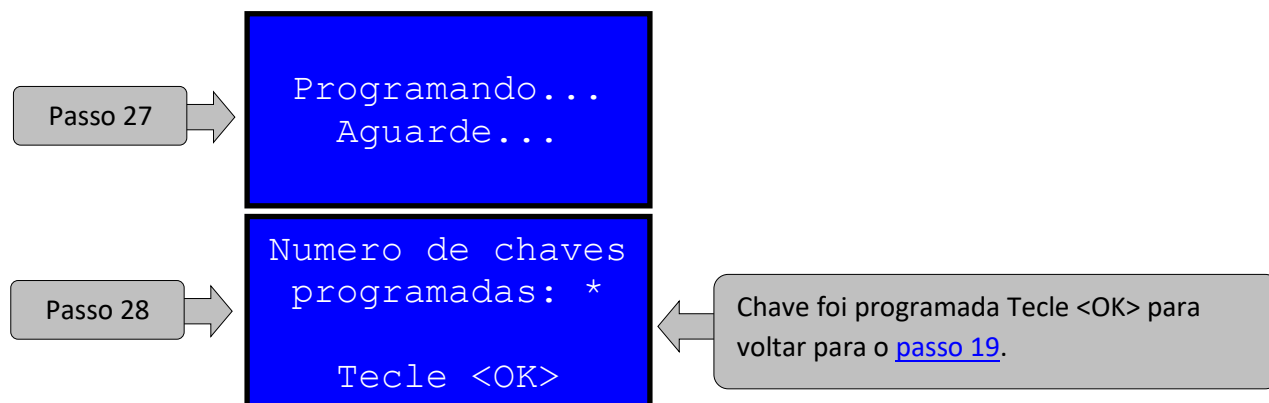 Passo 27
Programando...
Aguarde...
Passo 28
Numero de chaves
programadas: *
Tecle <OK>
Chave foi programada Tecle <OK> para
voltar para o passo 19.